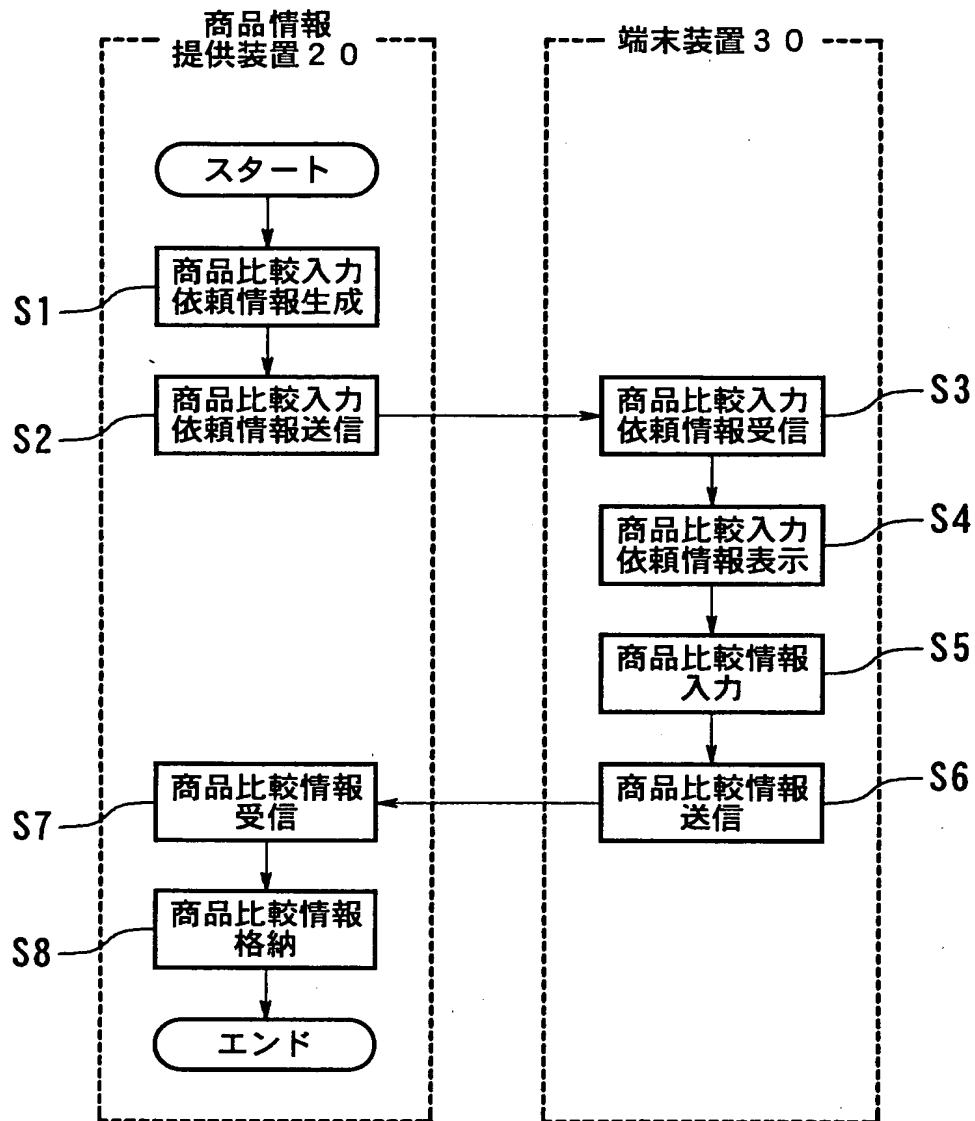 商品情報
提供装置20
端末装置30
スタート
商品比較入力
依頼情報生成
S1
商品比較入力
依頼情報送信
S2
商品比較入力
依頼情報受信
S3
商品比較入力
依頼情報表示
S4
商品比較情報
入力
S5
商品比較情報
送信
S6
商品比較情報
受信
S7
商品比較情報
格納
S8
エンド